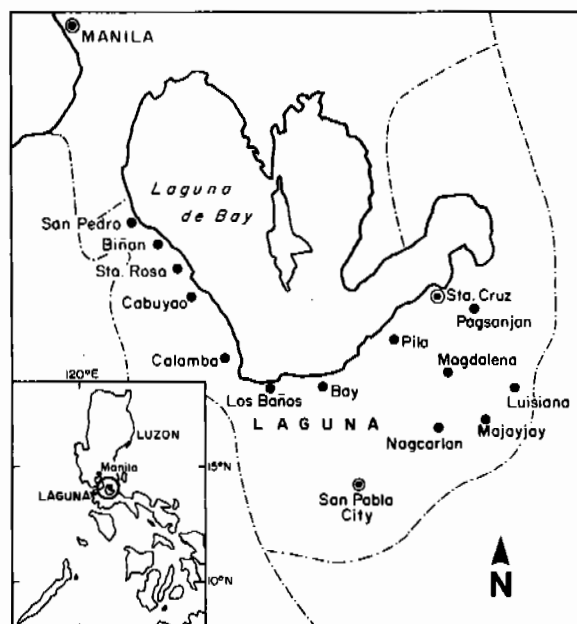 MANILA
Laguna
de Bay
San Pedro
Biñan
Sta. Rosa
Cabuyao
Sta. Cruz
Pagsanjan
Pila
Calamba
Magdalena
Los Baños
Bay
Luisiana
LAGUNA
Nagcarlan
Majayjay
San Pablo
City
120°E
LUZON
Manila
15°N
LAGUNA
10°N
N